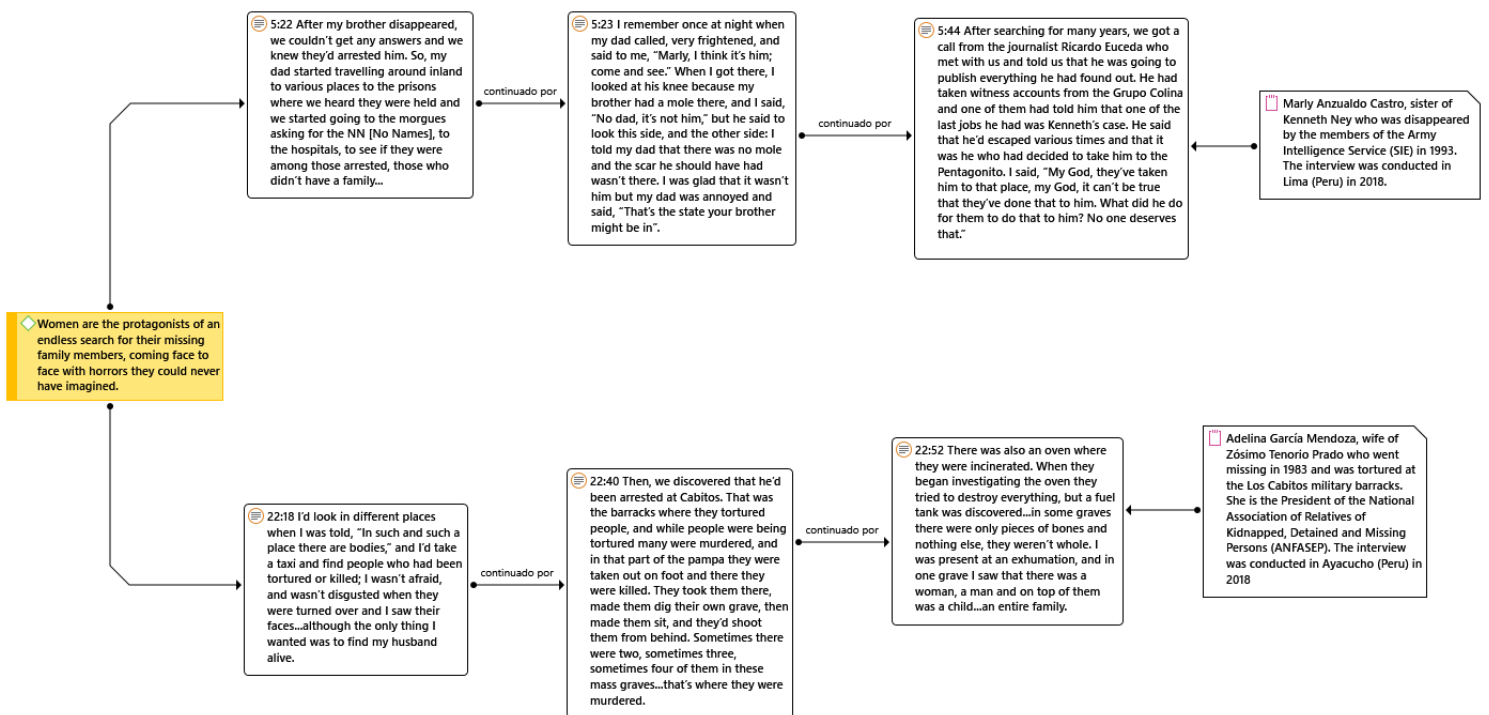 5:22 After my brother disappeared,
we couldn't get any answers and we
knew they'd arrested him. So, my
dad started travelling around inland
to various places to the prisons
where we heard they were held and
we started going to the morgues
asking for the NN [No Names], to
the hospitals, to see if they were
among those arrested, those who
didn't have a family...
continuado por
5:23 I remember once at night when
my dad called, very frightened, and
said to me, "Marly, I think it's him;
come and see." When I got there, I
looked at his knee because my
brother had a mole there, and I said,
"No dad, it's not him," but he said to
look this side, and the other side: I
told my dad that there was no mole
and the scar he should have had
wasn't there. I was glad that it wasn't
him but my dad was annoyed and
said, "That's the state your brother
might be in".
continuado por
5:44 After searching for many years, we got a
call from the journalist Ricardo Euceda who
met with us and told us that he was going to
publish everything he had found out. He had
taken witness accounts from the Grupo Colina
and one of them had told him that one of the
last jobs he had was Kenneth's case. He said
that he'd escaped various times and that it
was he who had decided to take him to the
Pentagonito. I said, "My God, they've taken
him to that place, my God, it can't be true
that they've done that to him. What did he do
for them to do that to him? No one deserves
that."
Marly Anzualdo Castro, sister of
Kenneth Ney who was disappeared
by the members of the Army
Intelligence Service (SIE) in 1993.
The interview was conducted in
Lima (Peru) in 2018.
Women are the protagonists of an
endless search for their missing
family members, coming face to
face with horrors they could never
have imagined.
22:18 I'd look in different places
when I was told, "In such and such a
place there are bodies," and I'd take
a taxi and find people who had been
tortured or killed; I wasn't afraid,
and wasn't disgusted when they
were turned over and I saw their
faces...although the only thing I
wanted was to find my husband
alive.
continuado por
22:40 Then, we discovered that he'd
been arrested at Cabitos. That was
the barracks where they tortured
people, and while people were being
tortured many were murdered, and
in that part of the pampa they were
taken out on foot and there they
were killed. They took them there,
made them dig their own grave, then
made them sit, and they'd shoot
them from behind. Sometimes there
were two, sometimes three,
sometimes four of them in these
mass graves...that's where they were
murdered.
continuado por
22:52 There was also an oven where
they were incinerated. When they
began investigating the oven they
tried to destroy everything, but a fuel
tank was discovered...in some graves
there were only pieces of bones and
nothing else, they weren't whole. I
was present at an exhumation, and in
one grave I saw that there was a
woman, a man and on top of them
was a child...an entire family.
Adelina García Mendoza, wife of
Zósimo Tenorio Prado who went
missing in 1983 and was tortured at
the Los Cabitos military barracks.
She is the President of the National
Association of Relatives of
Kidnapped, Detained and Missing
Persons (ANFASEP). The interview
was conducted in Ayacucho (Peru) in
2018